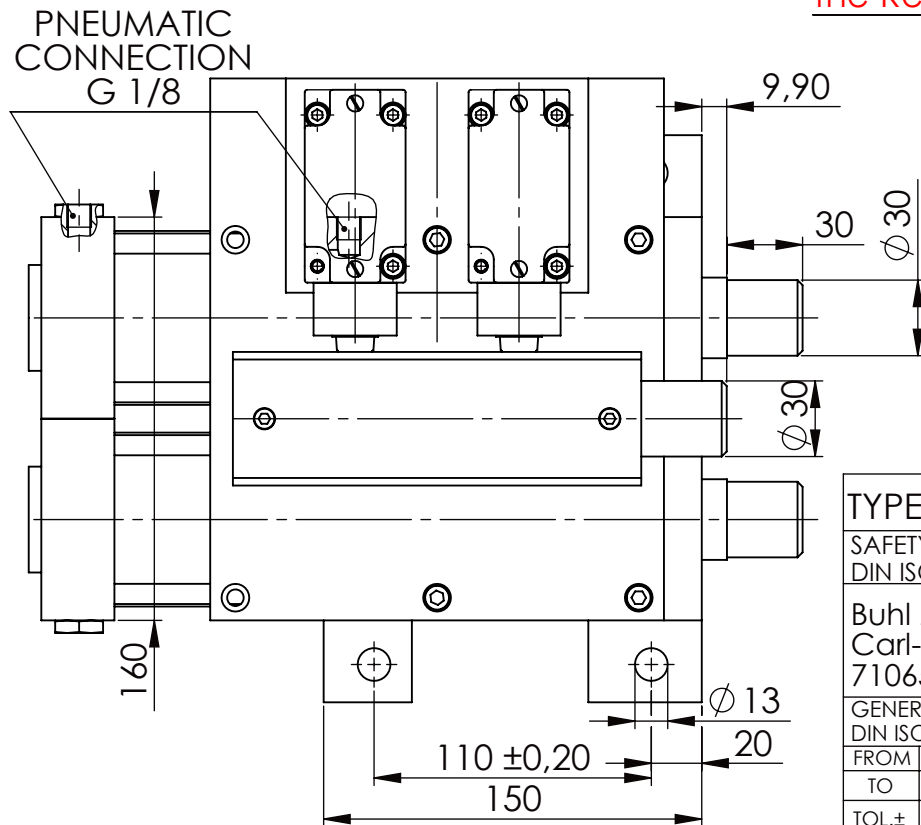 PNEUMATIC
CONNECTION
G 1/8
9,90
30
∅ 30
∅ 30
160
∅ 13
110 ±0,20
20
150
TYPE
SAFETY
DIN ISO
Buhl
Carl-
7106
GENER
DIN ISO
FROM
TO
TOL.±